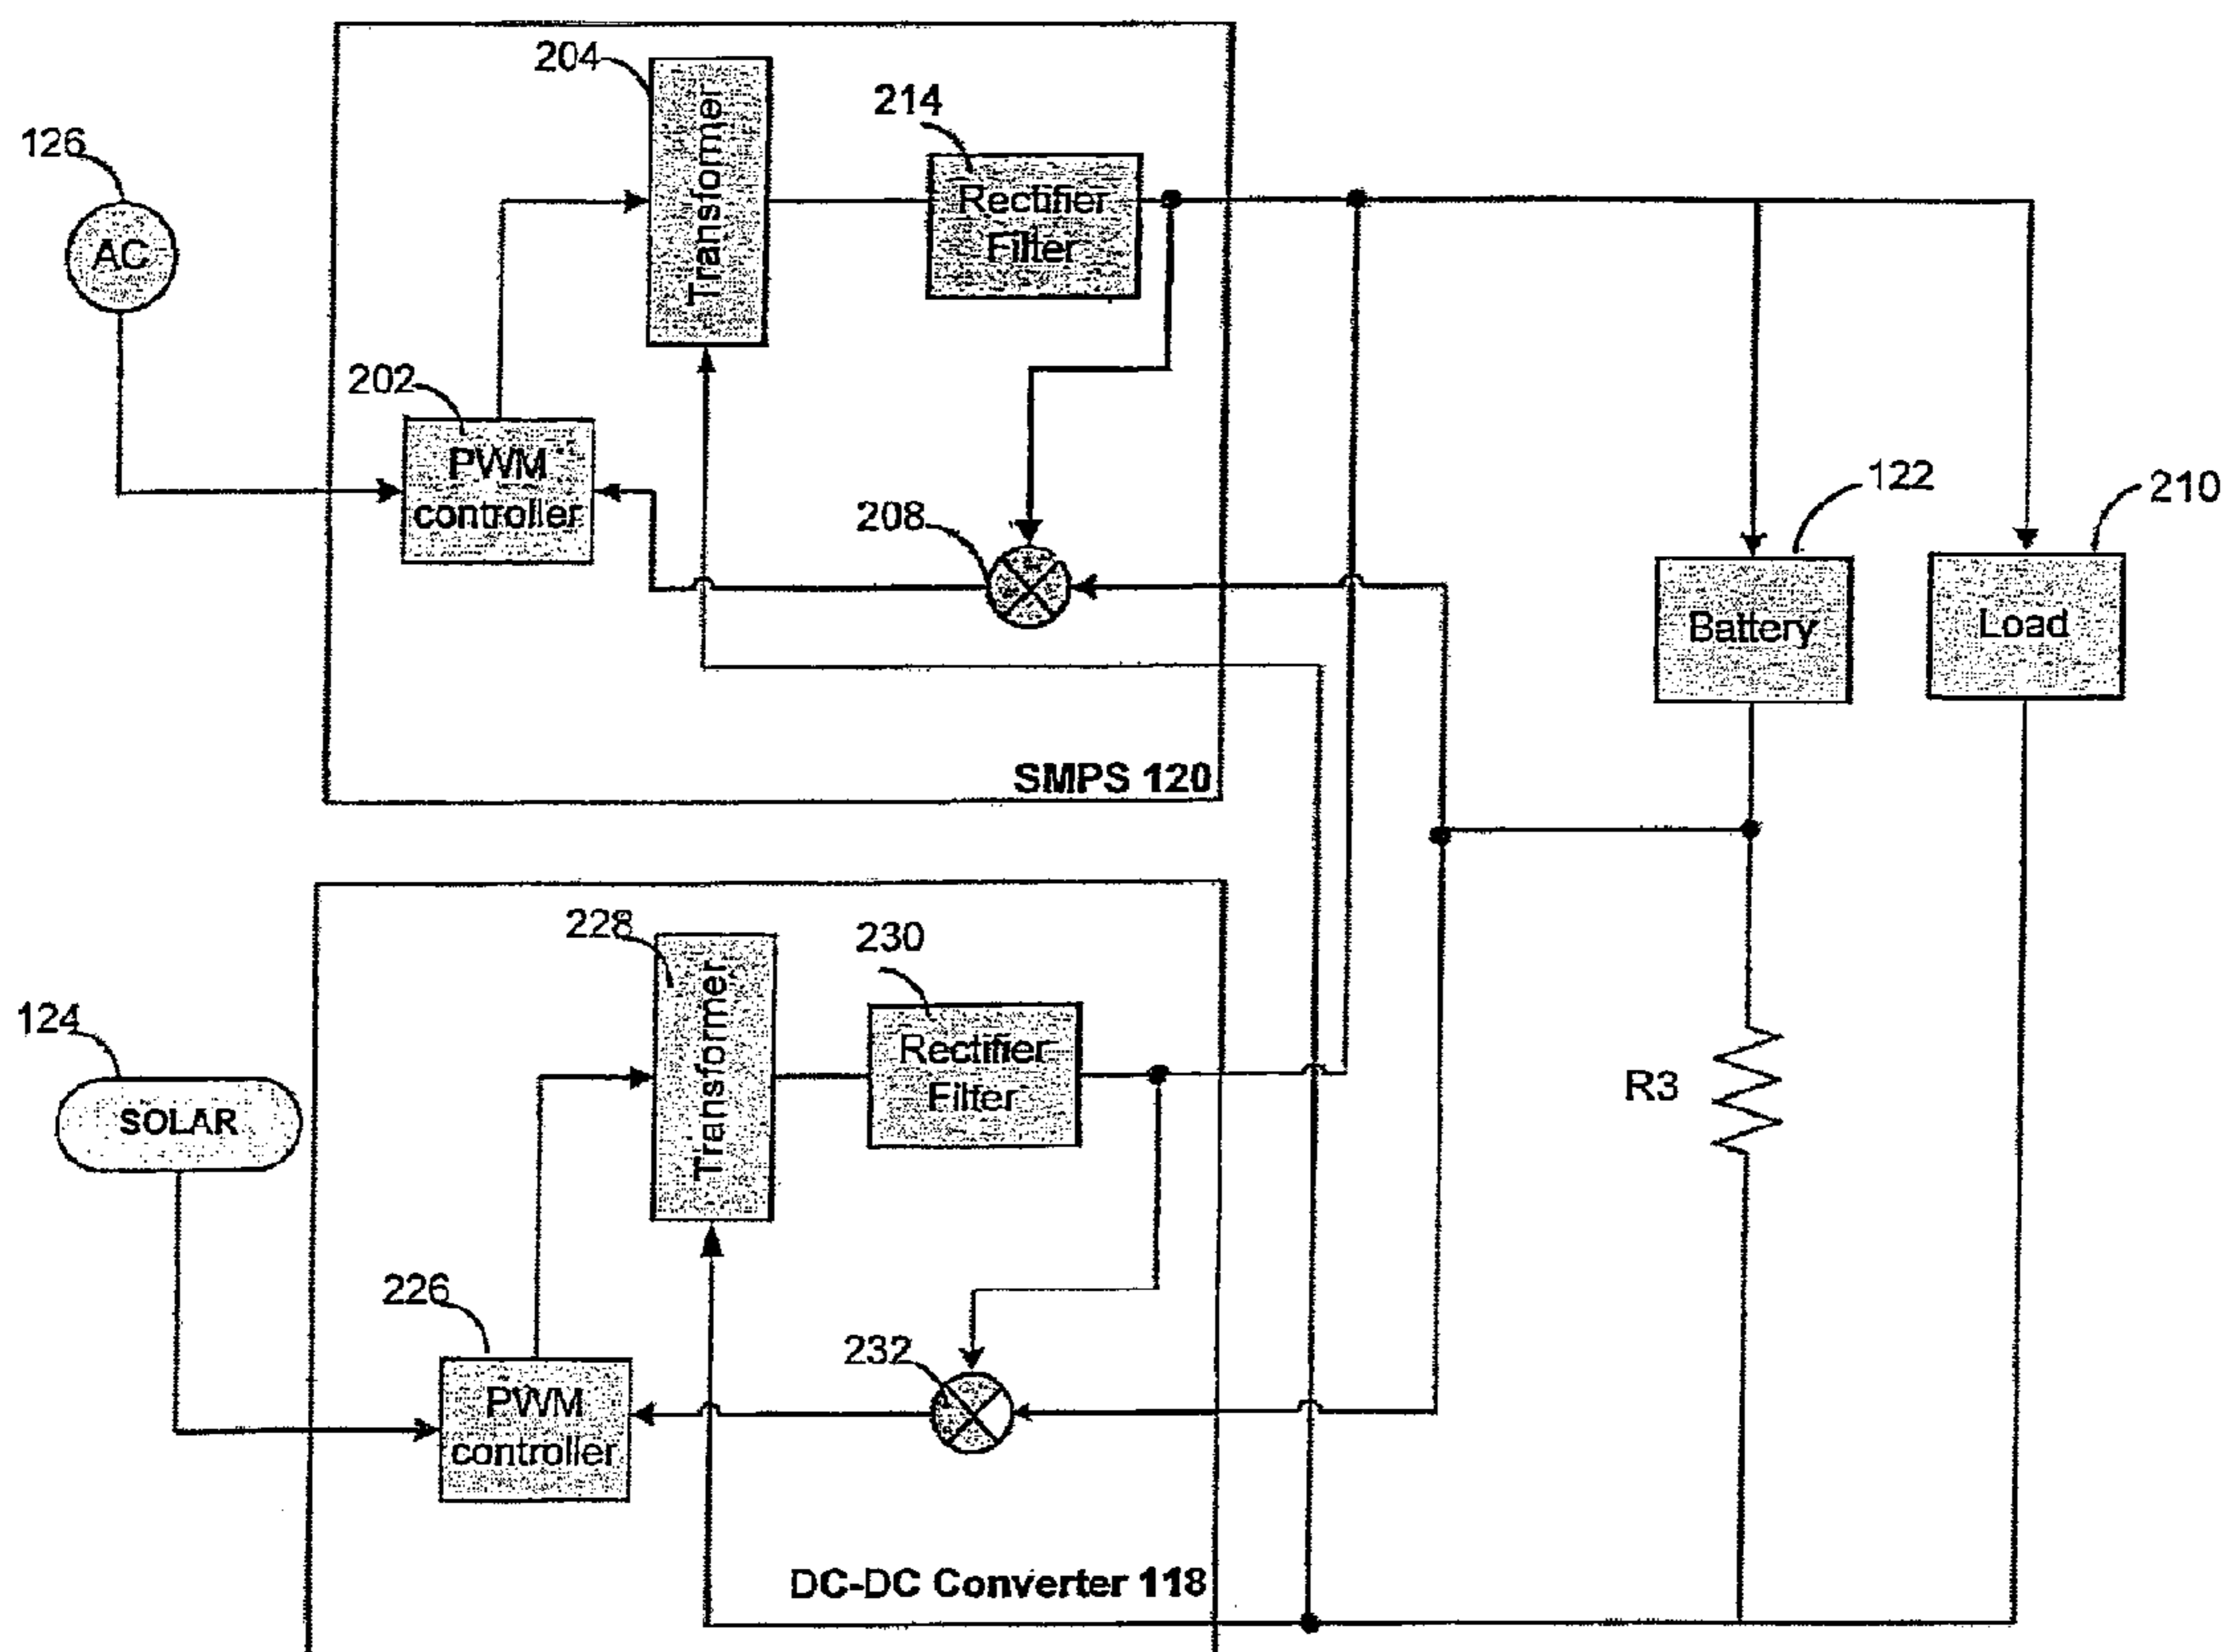 204
214
126
Transformer
Rectifier
Filter
AC
202
PWM
controller
208
122
210
Battery
Load
SMPS 120
228
230
124
Transformer
Rectifier
Filter
SOLAR
R3
226
232
PWM
controller
DC-DC Converter 118